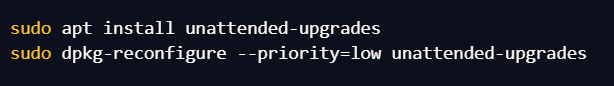 sudo apt install unattended-upgrades
sudo dpkg-reconfigure --priority=low unattended-upgrades